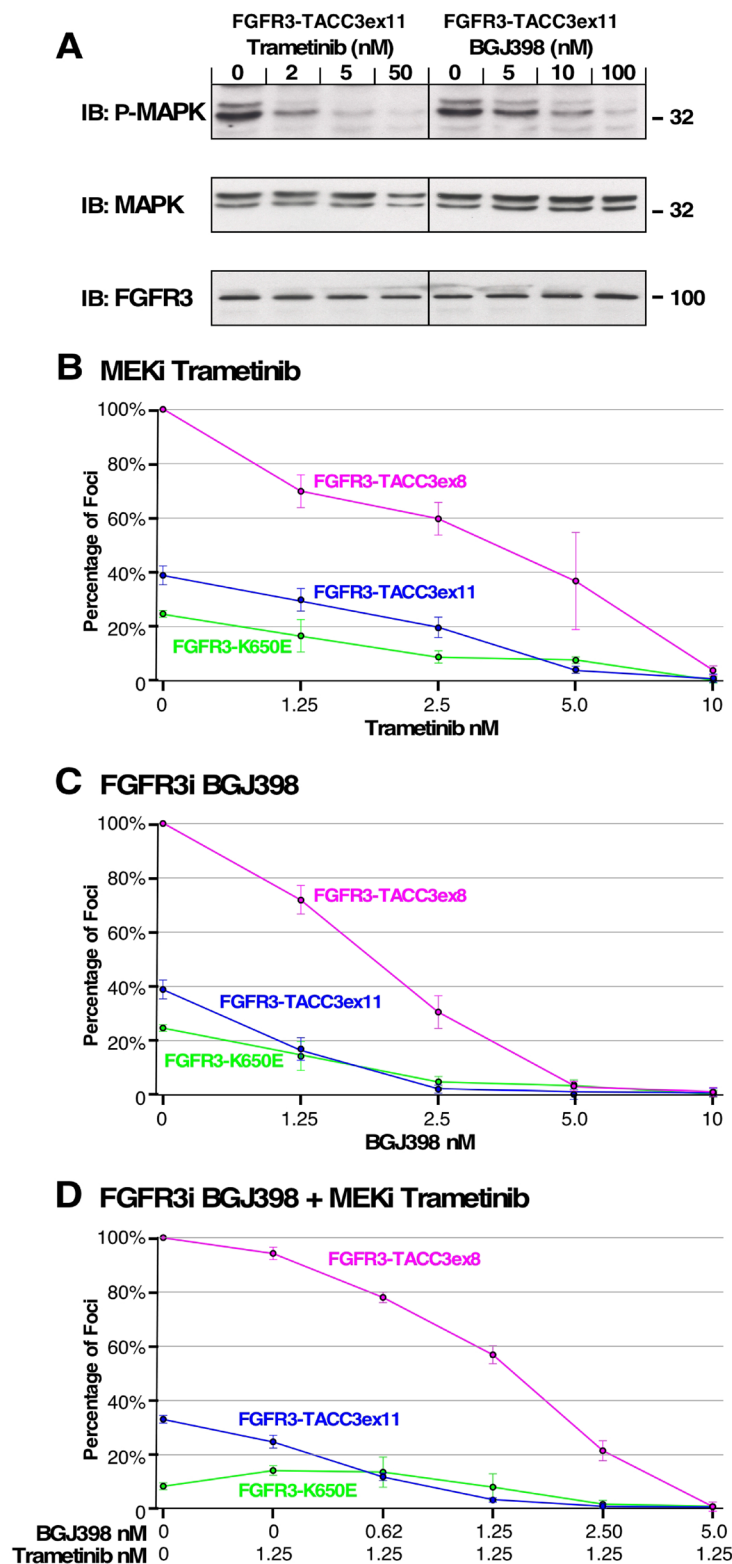 A
FGFR3-TACC3ex11 FGFR3-TACC3ex11
Trametinib (nM) BGJ398 (nM)
0 2 5 50 0 5 10 100
IB: P-MAPK - 32
IB: MAPK - 32
IB: FGFR3 - 100
B MEKi Trametinib
Percentage of Foci
100%
80%
60%
40%
20%
0
FGFR3-TACC3ex8
FGFR3-TACC3ex11
FGFR3-K650E
0 1.25 2.5 5.0 10
Trametinib nM
C FGFR3i BGJ398
Percentage of Foci
100%
80%
60%
40%
20%
0
FGFR3-TACC3ex8
FGFR3-TACC3ex11
FGFR3-K650E
0 1.25 2.5 5.0 10
BGJ398 nM
D FGFR3i BGJ398 + MEKi Trametinib
Percentage of Foci
100%
80%
60%
40%
20%
0
FGFR3-TACC3ex8
FGFR3-TACC3ex11
FGFR3-K650E
BGJ398 nM 0 0 0.62 1.25 2.50 5.0
Trametinib nM 0 1.25 1.25 1.25 1.25 1.25